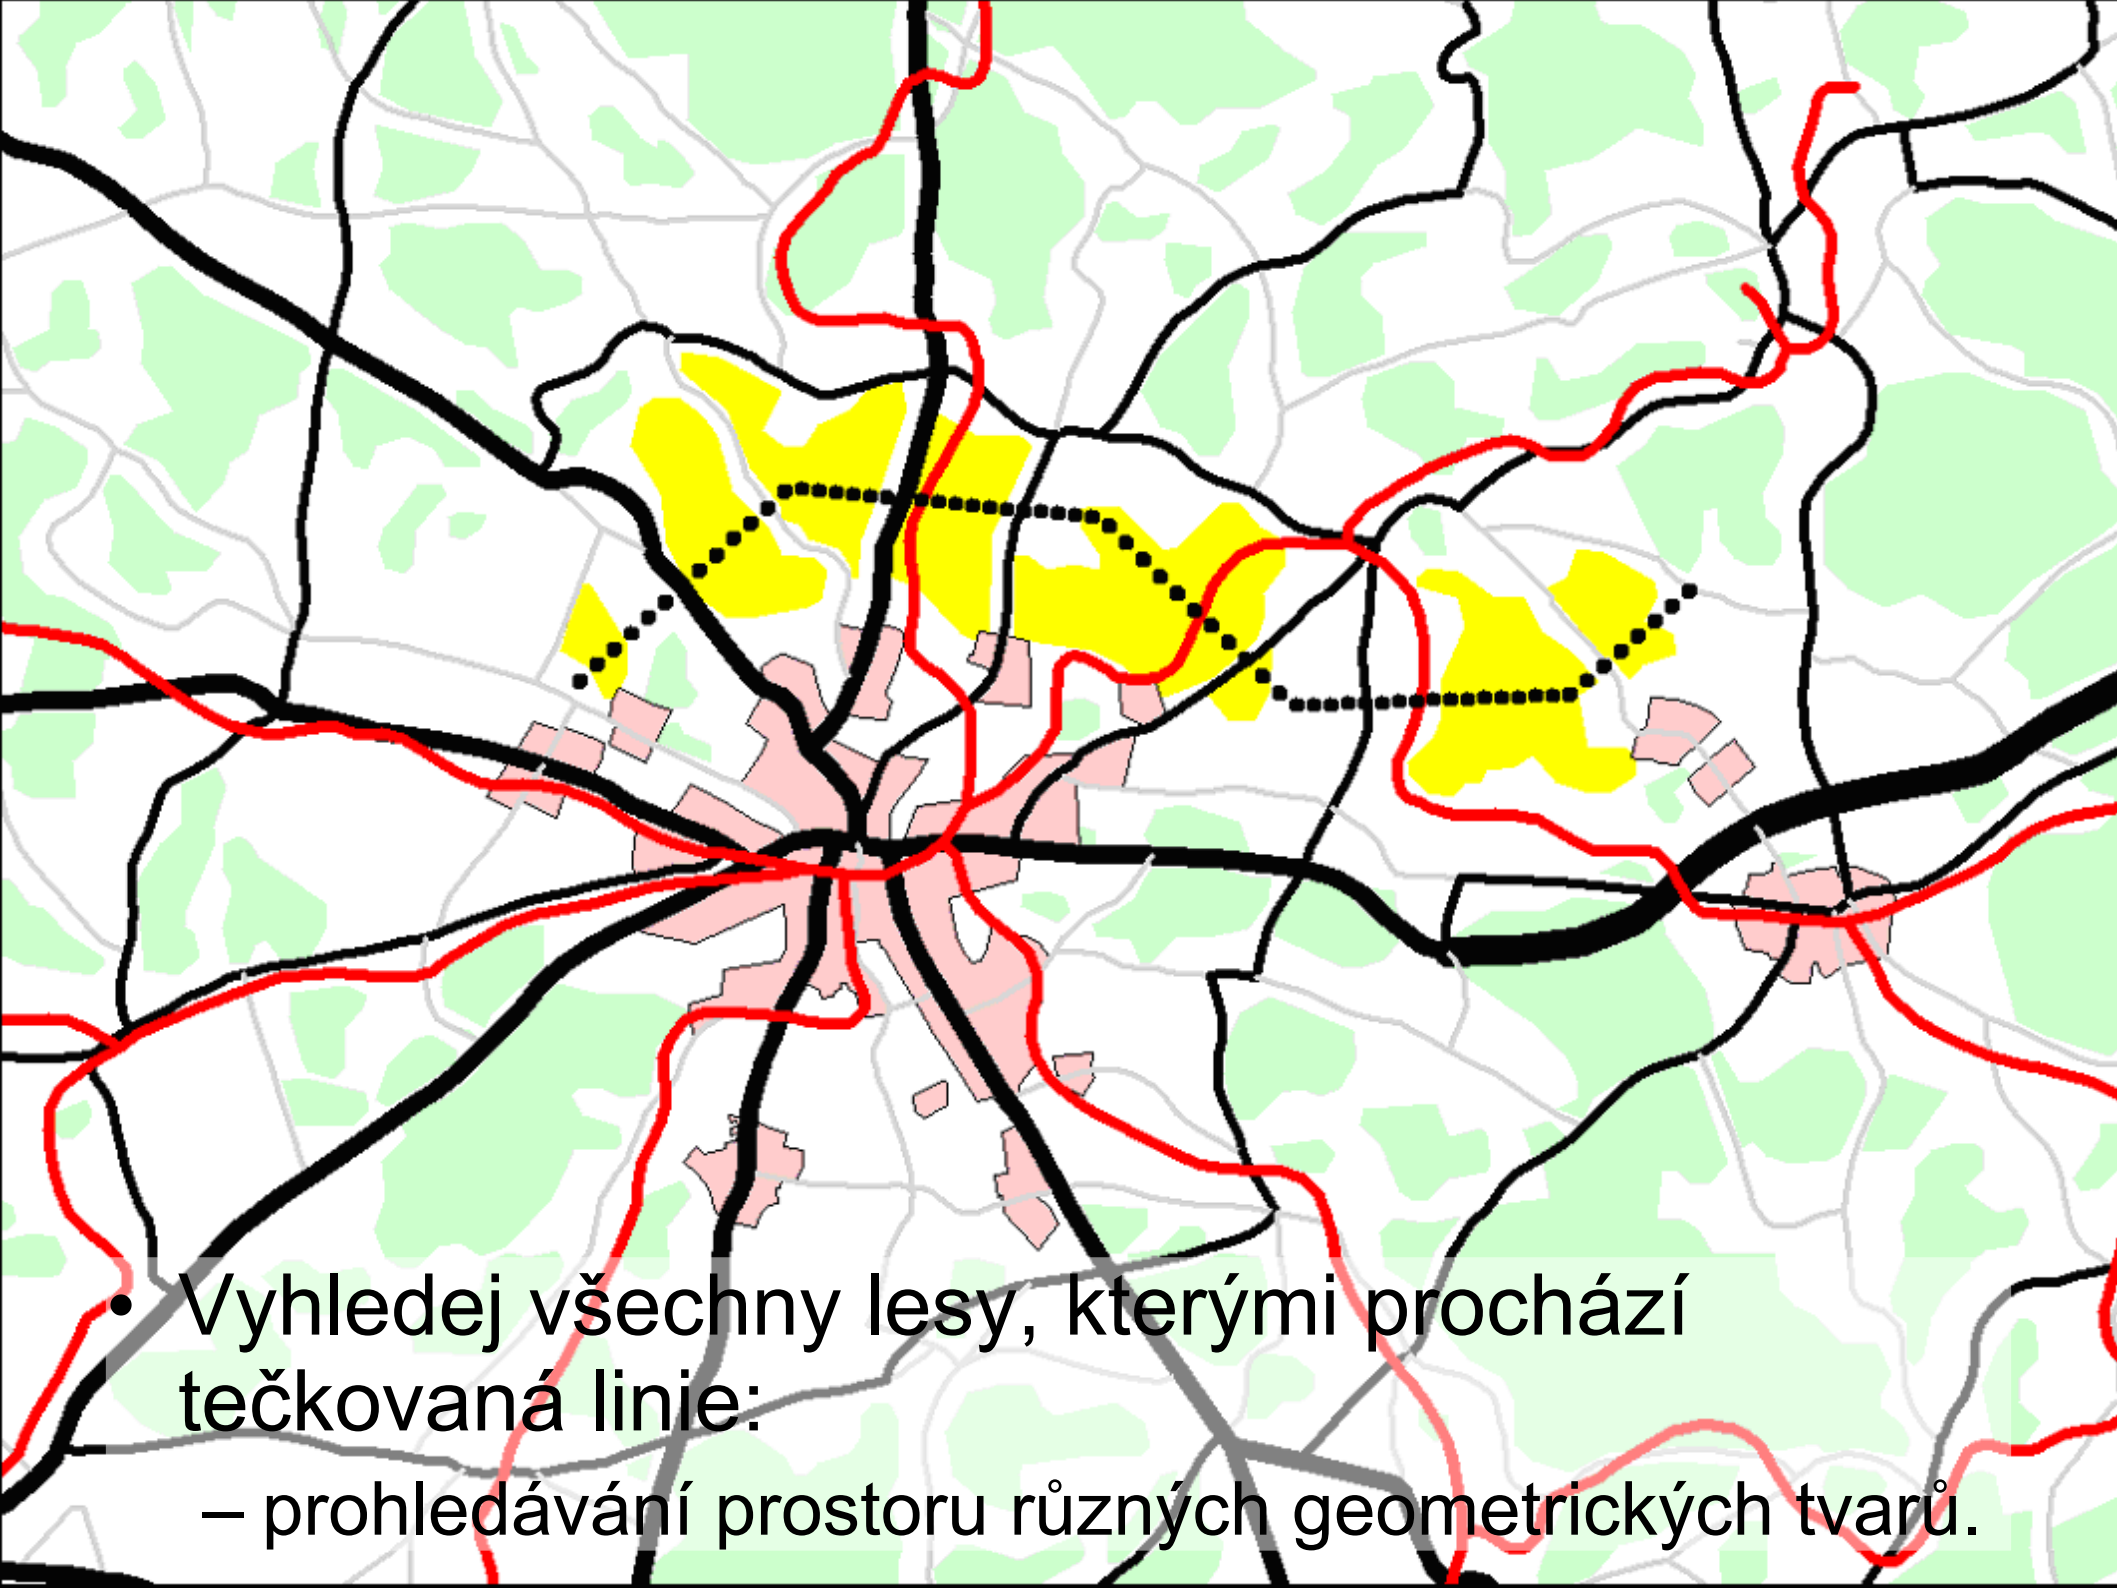 • Vyhledej všechny lesy, kterými prochází
tečkovaná linie:
– prohledávání prostoru různých geometrických tvarů.